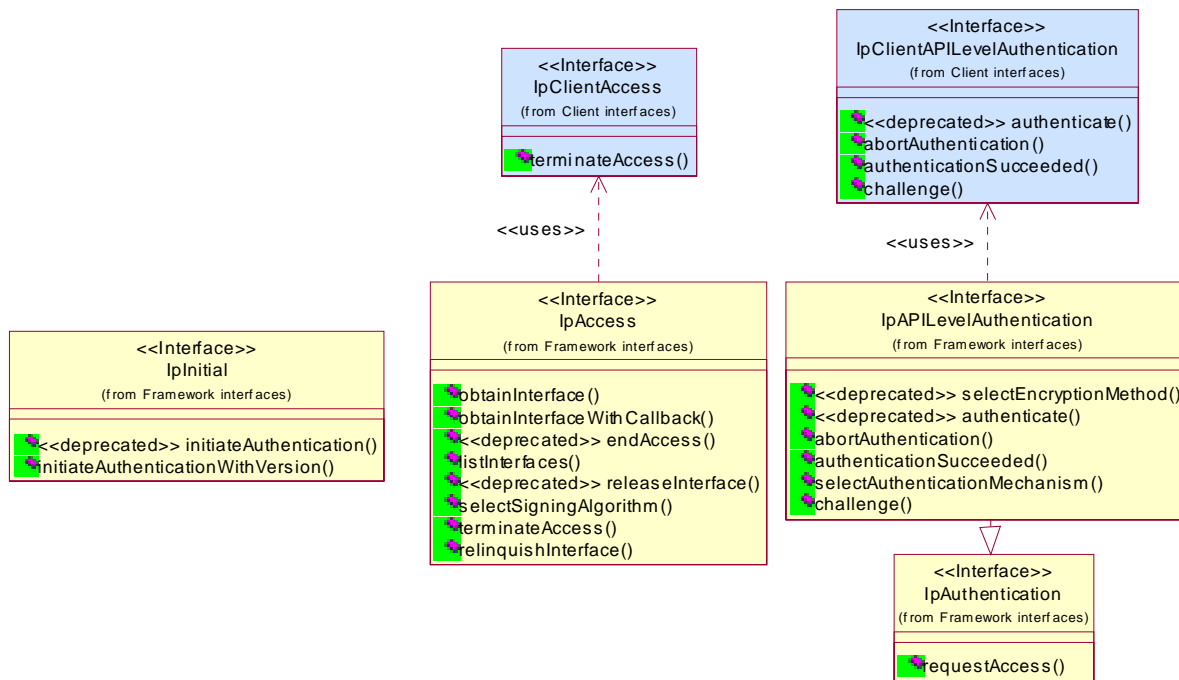 <<Interface>>
IpClientAccess
(from Client interfaces)
terminateAccess()
<<Interface>>
IpClientAPILevelAuthentication
(from Client interfaces)
<<deprecated>> authenticate()
abortAuthentication()
authenticationSucceeded()
challenge()
<<uses>>
<<uses>>
<<Interface>>
IpInitial
(from Framework interfaces)
<<deprecated>> initiateAuthentication()
initiateAuthenticationWithVersion()
<<Interface>>
IpAccess
(from Framework interfaces)
obtainInterface()
obtainInterfaceWithCallback()
<<deprecated>> endAccess()
listInterfaces()
<<deprecated>> releaseInterface()
selectSigningAlgorithm()
terminateAccess()
relinquishInterface()
<<Interface>>
IpAPILevelAuthentication
(from Framework interfaces)
<<deprecated>> selectEncryptionMethod()
<<deprecated>> authenticate()
abortAuthentication()
authenticationSucceeded()
selectAuthenticationMechanism()
challenge()
<<Interface>>
IpAuthentication
(from Framework interfaces)
requestAccess()